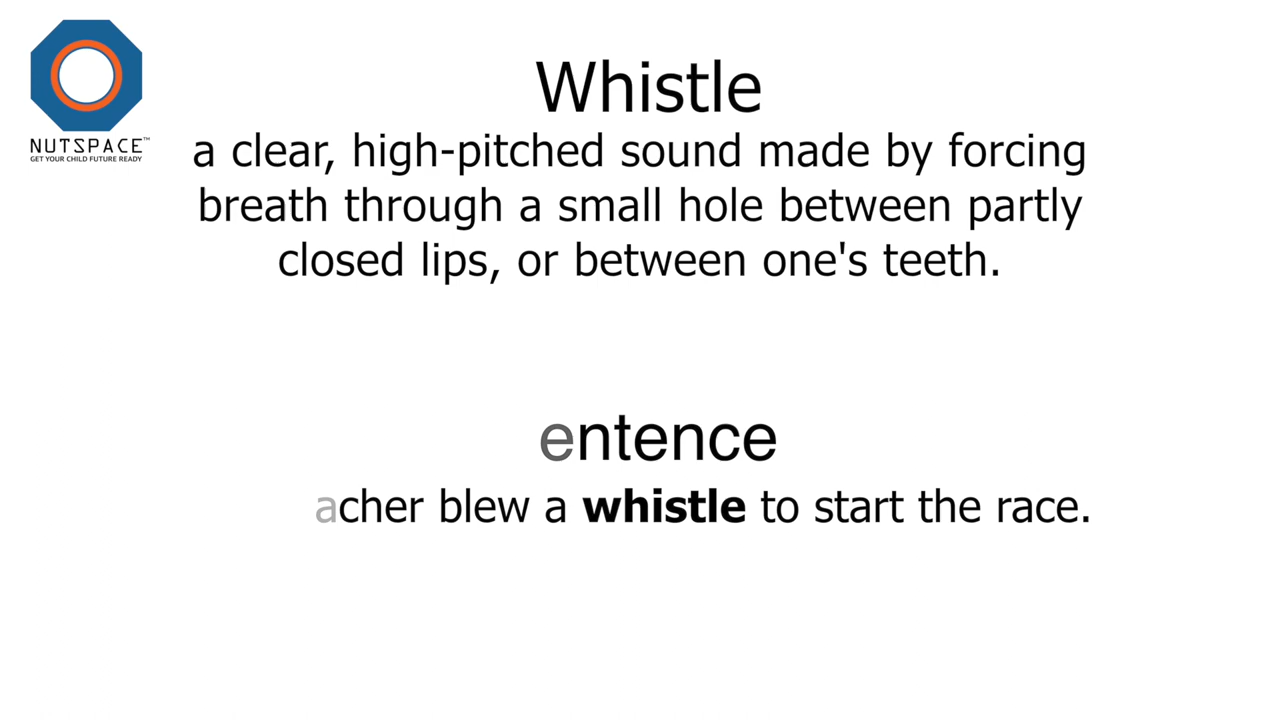 NUTSPACE™
GET YOUR CHILD FUTURE READY
Whistle
a clear, high-pitched sound made by forcing
breath through a small hole between partly
closed lips, or between one's teeth.
entence
acher blew a whistle to start the race.